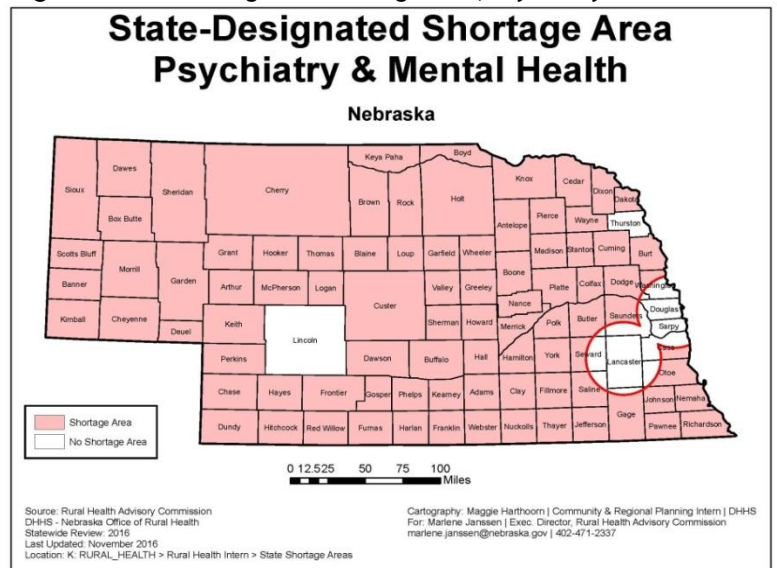 State-Designated Shortage Area
Psychiatry & Mental Health
Nebraska
Keya Paha Boyd
Dawes
Sioux Sheridan Cherry Knox Cedar Dixon Dakota
Brown Rock Holt
Box Butte Antelope Pierce Wayne Thurston
Scotts Bluff Grant Hooker Thomas Blaine Loup Garfield Wheeler Madison Stanton Cuming Burt
Morrill Garden Boone
Banner Arthur McPherson Logan Valley Greeley Platte Colfax Dodge Washington
Custer Nance Douglas
Kimball Cheyenne Keith Sherman Howard Merrick Polk Butler Saunders Sarpy
Deuel Lincoln Cass
Perkins Dawson Buffalo Hall Hamilton York Seward Lancaster Otoe
Chase Hayes Frontier Gosper Phelps Kearney Adams Clay Fillmore Saline Johnson Nemaha
Gage
Dundy Hitchcock Red Willow Furnas Harlan Franklin Webster Nuckolls Thayer Jefferson Pawnee Richardson
Shortage Area
No Shortage Area
0 12.525 50 75 100
Miles
Source: Rural Health Advisory Commission
DHHS - Nebraska Office of Rural Health
Statewide Review: 2016
Last Updated: November 2016
Location: K: RURAL_HEALTH > Rural Health Intern > State Shortage Areas
Cartography: Maggie Harthoorn | Community & Regional Planning Intern | DHHS
For: Marlene Janssen | Exec. Director, Rural Health Advisory Commission
marlene.janssen@nebraska.gov | 402-471-2337